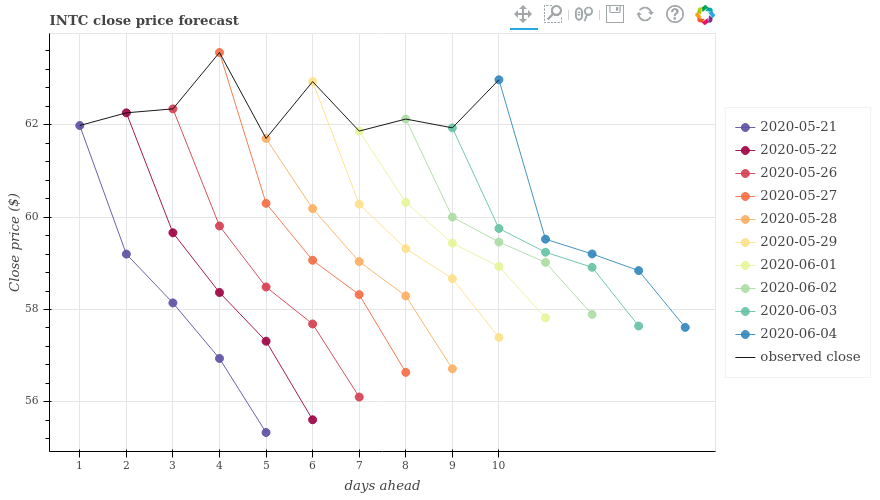 INTC close price forecast
62
60
58
56
Close price ($)
1 2 3 4 5 6 7 8 9 10
days ahead
2020-05-21
2020-05-22
2020-05-26
2020-05-27
2020-05-28
2020-05-29
2020-06-01
2020-06-02
2020-06-03
2020-06-04
observed close